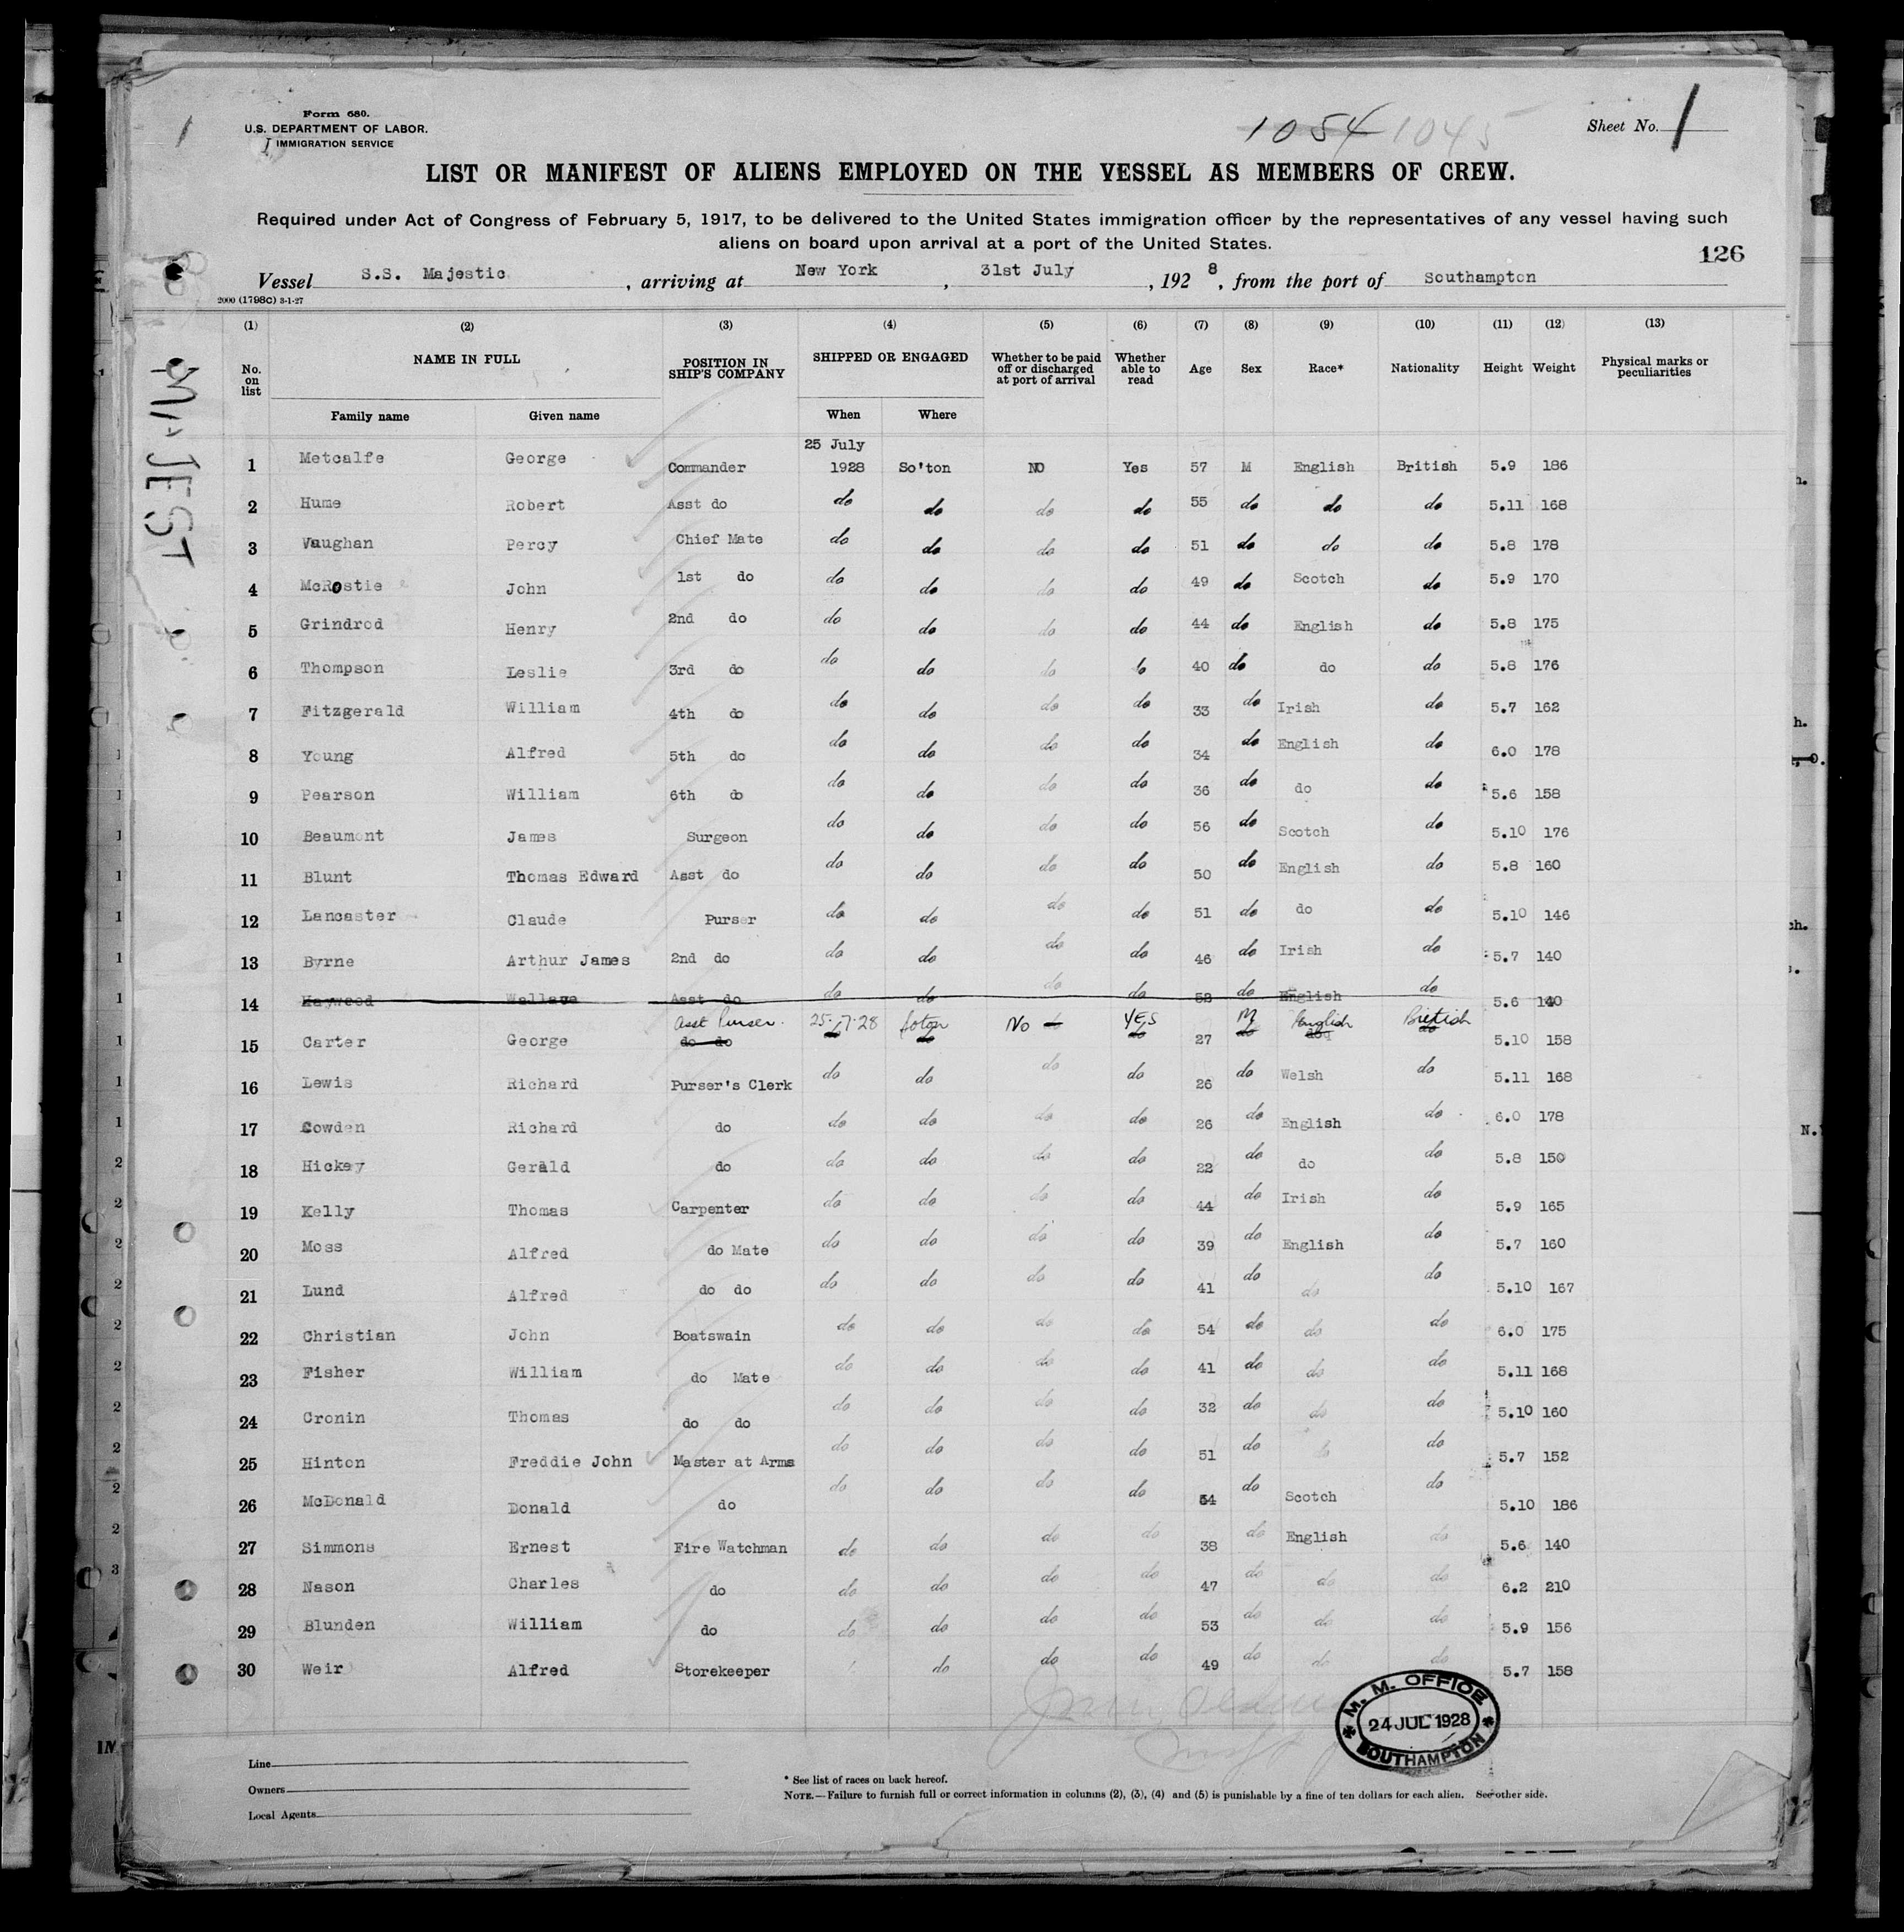 Form 680.
U.S. DEPARTMENT OF LABOR.
IMMIGRATION SERVICE
1
1054 1045
Sheet No. 1
LIST OR MANIFEST OF ALIENS EMPLOYED ON THE VESSEL AS MEMBERS OF CREW.
Required under Act of Congress of February 5, 1917, to be delivered to the United States immigration officer by the representatives of any vessel having such
aliens on board upon arrival at a port of the United States.
126
Vessel S.S. Majestic, arriving at New York, 31st July, 1928, from the port of Southampton
2000 (1798C) 3-1-27
MAJEST
(1) (2) (3) (4) (5) (6) (7) (8) (9) (10) (11) (12) (13)
No. on list NAME IN FULL POSITION IN SHIP'S COMPANY SHIPPED OR ENGAGED Whether to be paid off or discharged at port of arrival Whether able to read Age Sex Race* Nationality Height Weight Physical marks or peculiarities
Family name Given name When Where
25 July
1 Metcalfe George Commander 1928 So'ton NO Yes 57 M English British 5.9 186
2 Hume Robert Asst do do do do do 55 do do do 5.11 168
3 Vaughan Percy Chief Mate do do do do 51 do do do 5.8 178
4 McRostie John 1st do do do do do 49 do Scotch do 5.9 170
5 Grindrod Henry 2nd do do do do do 44 do English do 5.8 175
6 Thompson Leslie 3rd do do do do do 40 do do do 5.8 176
7 Fitzgerald William 4th do do do do do 33 do Irish do 5.7 162
8 Young Alfred 5th do do do do do 34 do English do 6.0 178
9 Pearson William 6th do do do do do 36 do do do 5.6 158
10 Beaumont James Surgeon do do do do 56 do Scotch do 5.10 176
11 Blunt Thomas Edward Asst do do do do do 50 do English do 5.8 160
12 Lancaster Claude Purser do do do do 51 do do do 5.10 146
13 Byrne Arthur James 2nd do do do do do 46 do Irish do 5.7 140
14 Haywood Wallace Asst do do do do do 52 do English do 5.6 140
Asst Purser. 25.7.28 Soton No YES M English British
15 Carter George do do do do do 27 do do do 5.10 158
16 Lewis Richard Purser's Clerk do do do do 26 do Welsh do 5.11 168
17 Cowden Richard do do do do do 26 do English do 6.0 178
18 Hickey Gerald do do do do do 22 do do do 5.8 150
19 Kelly Thomas Carpenter do do do do 44 do Irish do 5.9 165
20 Moss Alfred do Mate do do do do 39 do English do 5.7 160
21 Lund Alfred do do do do do do 41 do do do 5.10 167
22 Christian John Boatswain do do do do 54 do do do 6.0 175
23 Fisher William do Mate do do do do 41 do do do 5.11 168
24 Cronin Thomas do do do do do do 32 do do do 5.10 160
25 Hinton Freddie John Master at Arms do do do do 51 do do do 5.7 152
26 McDonald Donald do do do do do 54 do Scotch do 5.10 186
27 Simmons Ernest Fire Watchman do do do do 38 do English do 5.6 140
28 Nason Charles do do do do do 47 do do do 6.2 210
29 Blunden William do do do do do 53 do do do 5.9 156
30 Weir Alfred Storekeeper do do do 49 do do do 5.7 158
M. M. OFFICE
24 JUL 1928
SOUTHAMPTON
Line
Owners
Local Agents
* See list of races on back hereof.
NOTE.—Failure to furnish full or correct information in columns (2), (3), (4) and (5) is punishable by a fine of ten dollars for each alien. See other side.